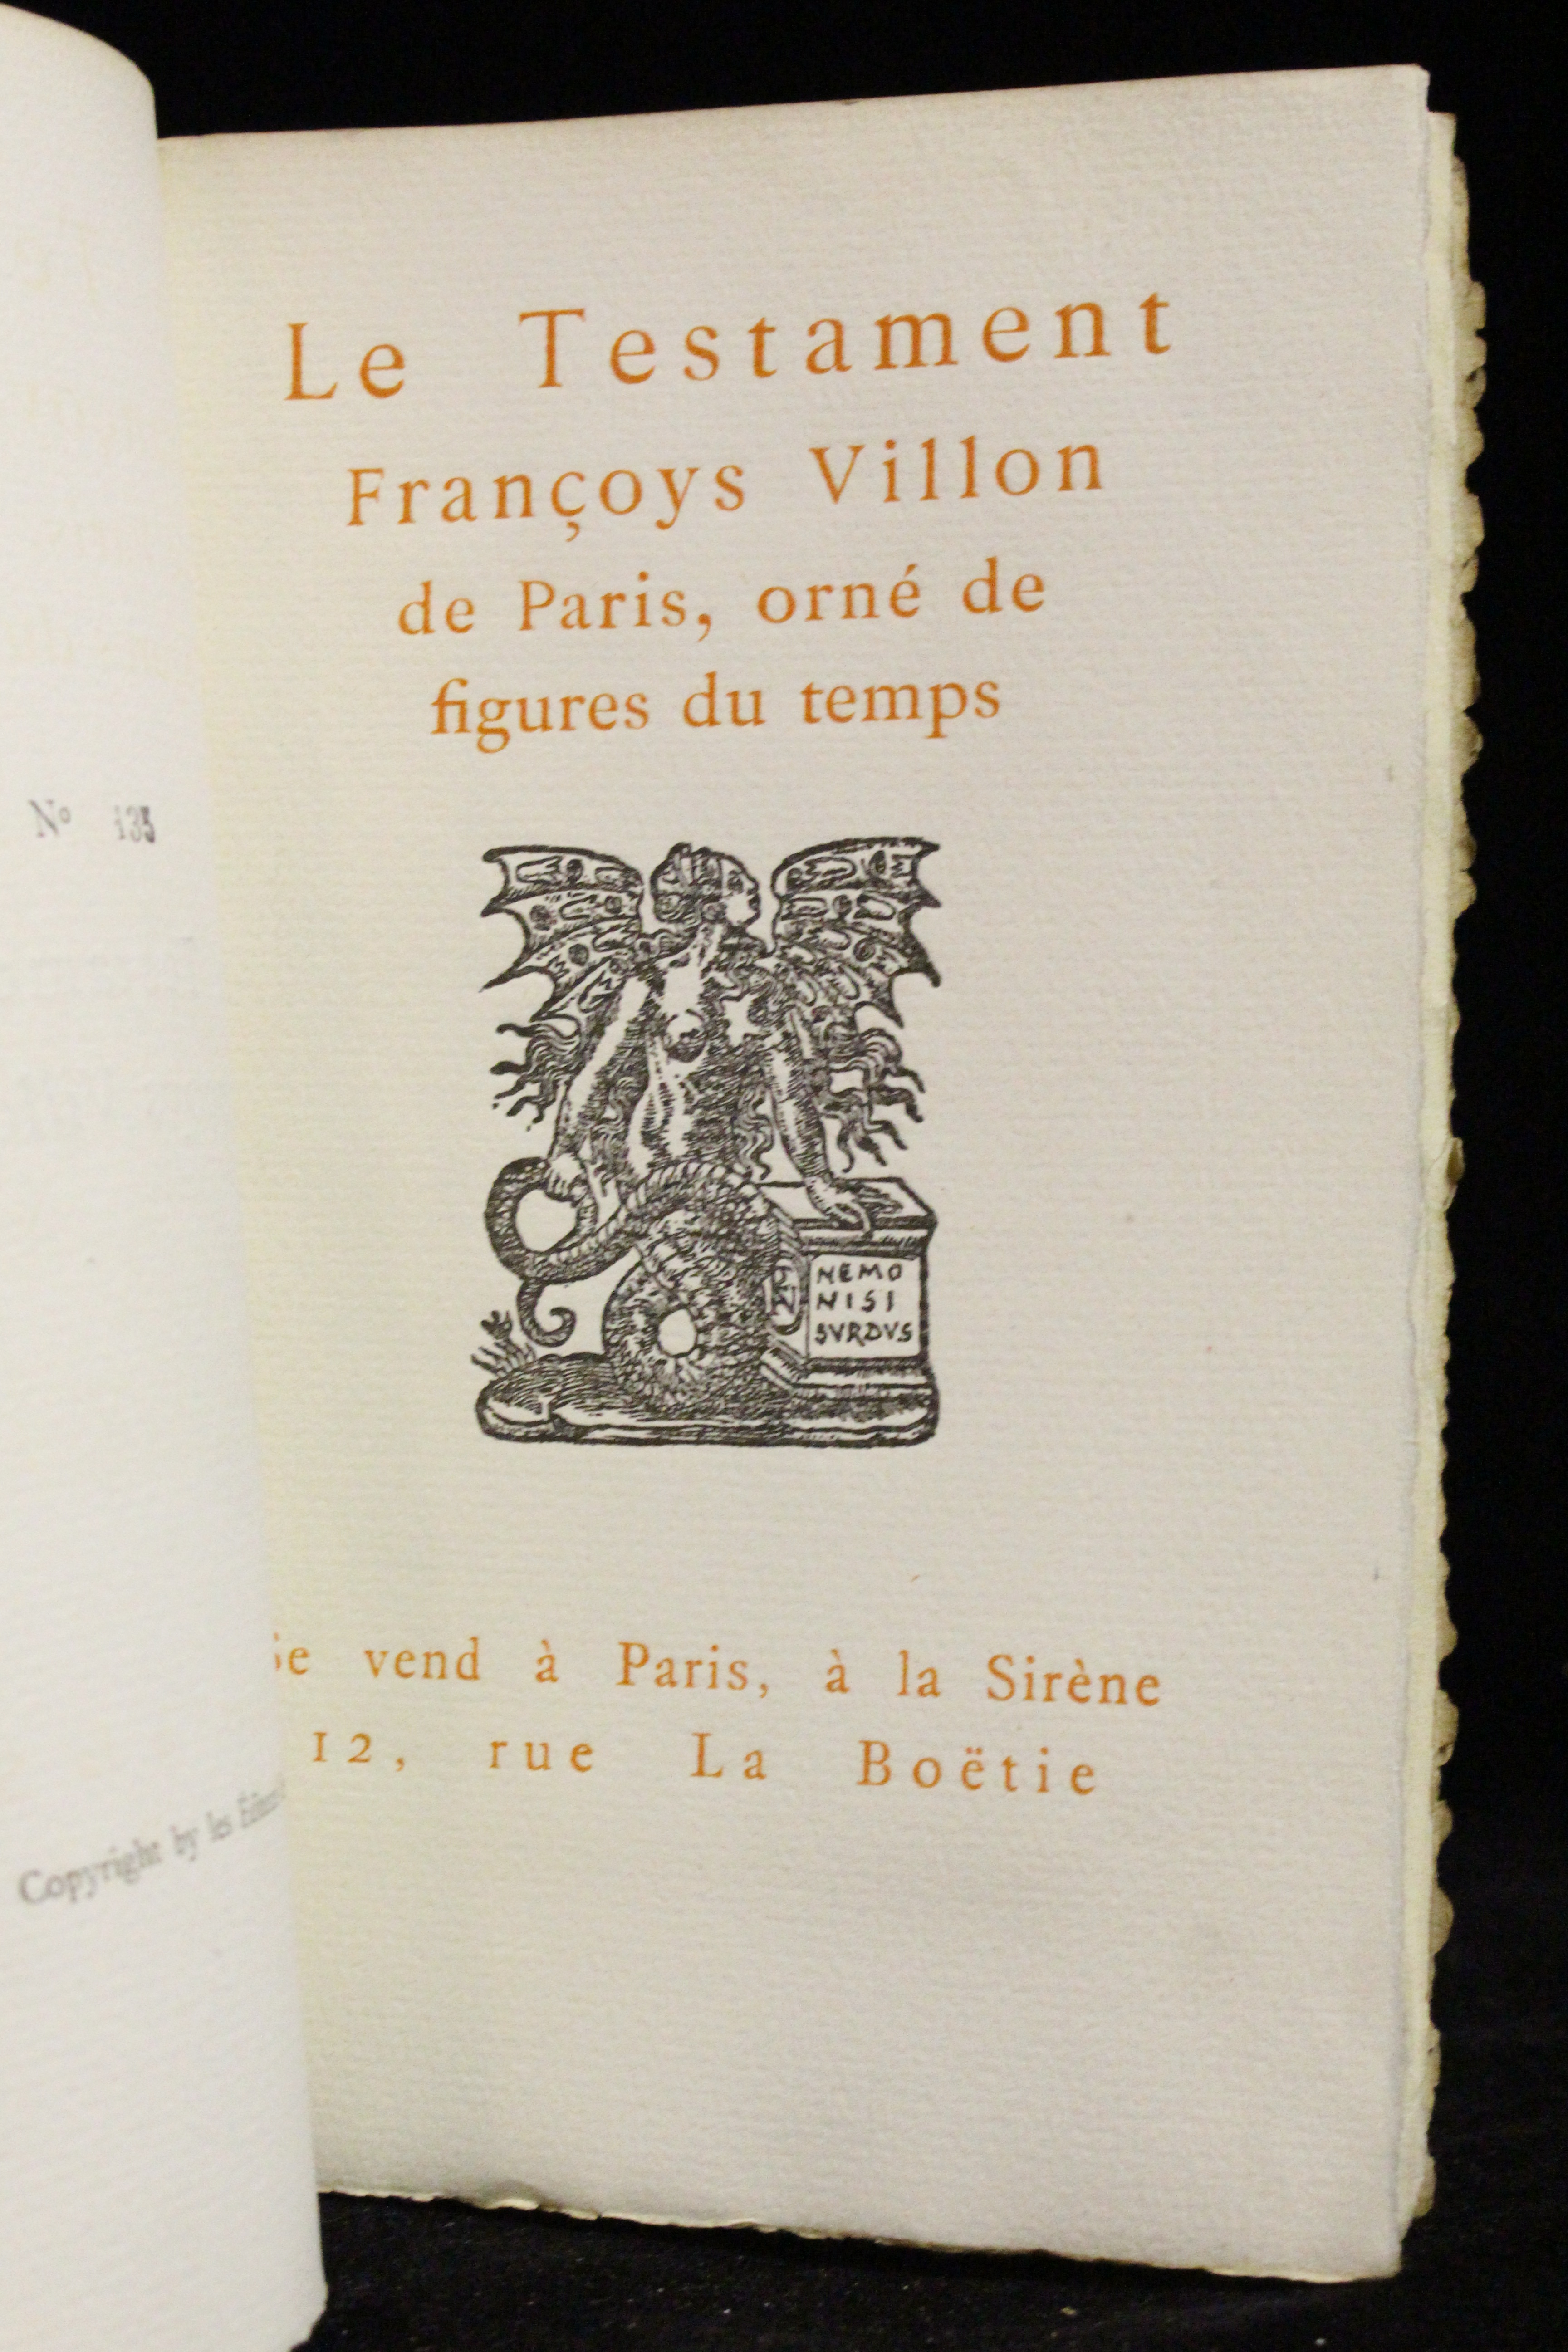 Nº 135
Copyright by les
Le Testament
Françoys Villon
de Paris, orné de
figures du temps
NEMO
NISI
SVRDVS
Se vend à Paris, à la Sirène
12, rue La Boëtie